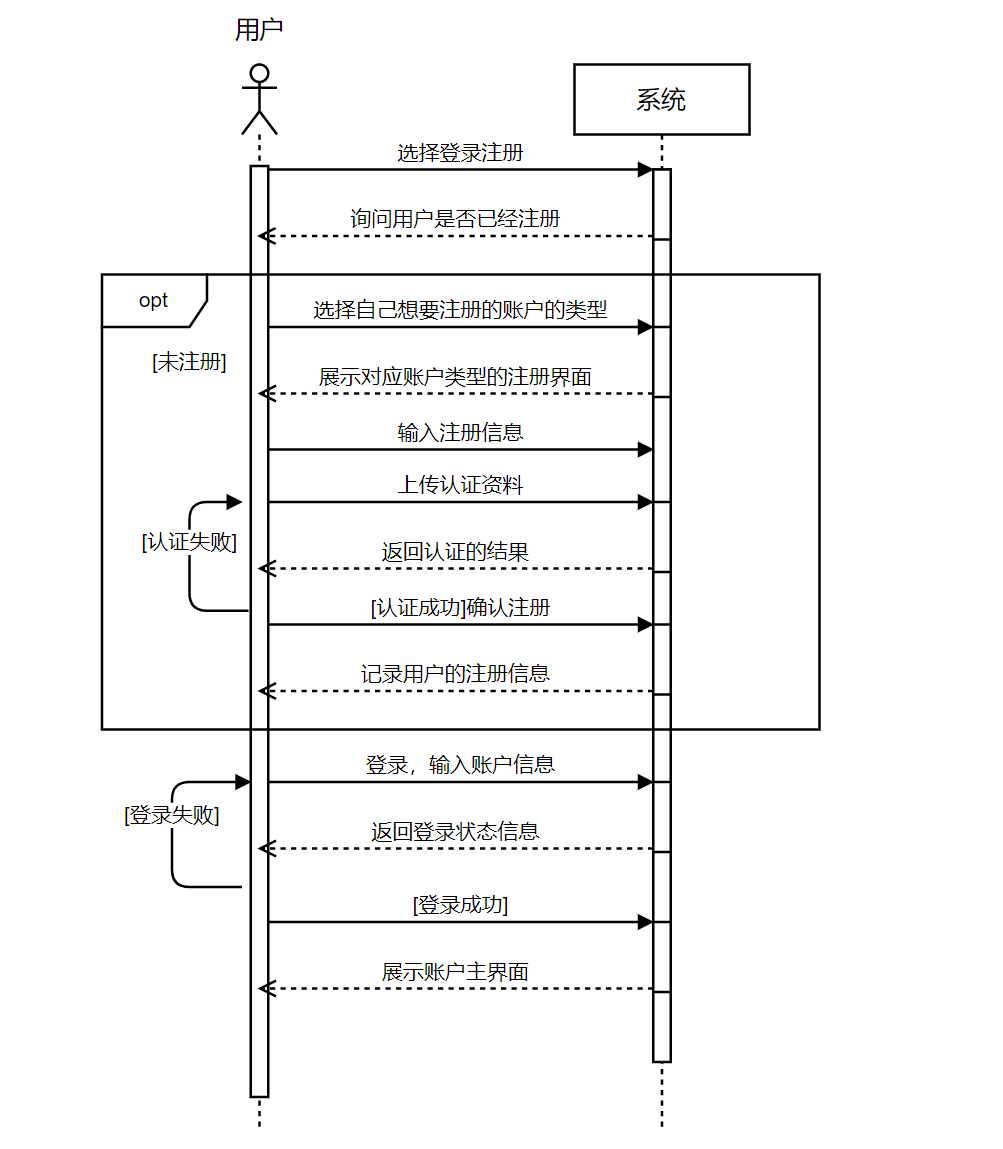 用户
系统
选择登录注册
询问用户是否已经注册
opt
选择自己想要注册的账户的类型
[未注册]
展示对应账户类型的注册界面
输入注册信息
上传认证资料
[认证失败]
返回认证的结果
[认证成功]确认注册
记录用户的注册信息
登录，输入账户信息
[登录失败]
返回登录状态信息
[登录成功]
展示账户主界面